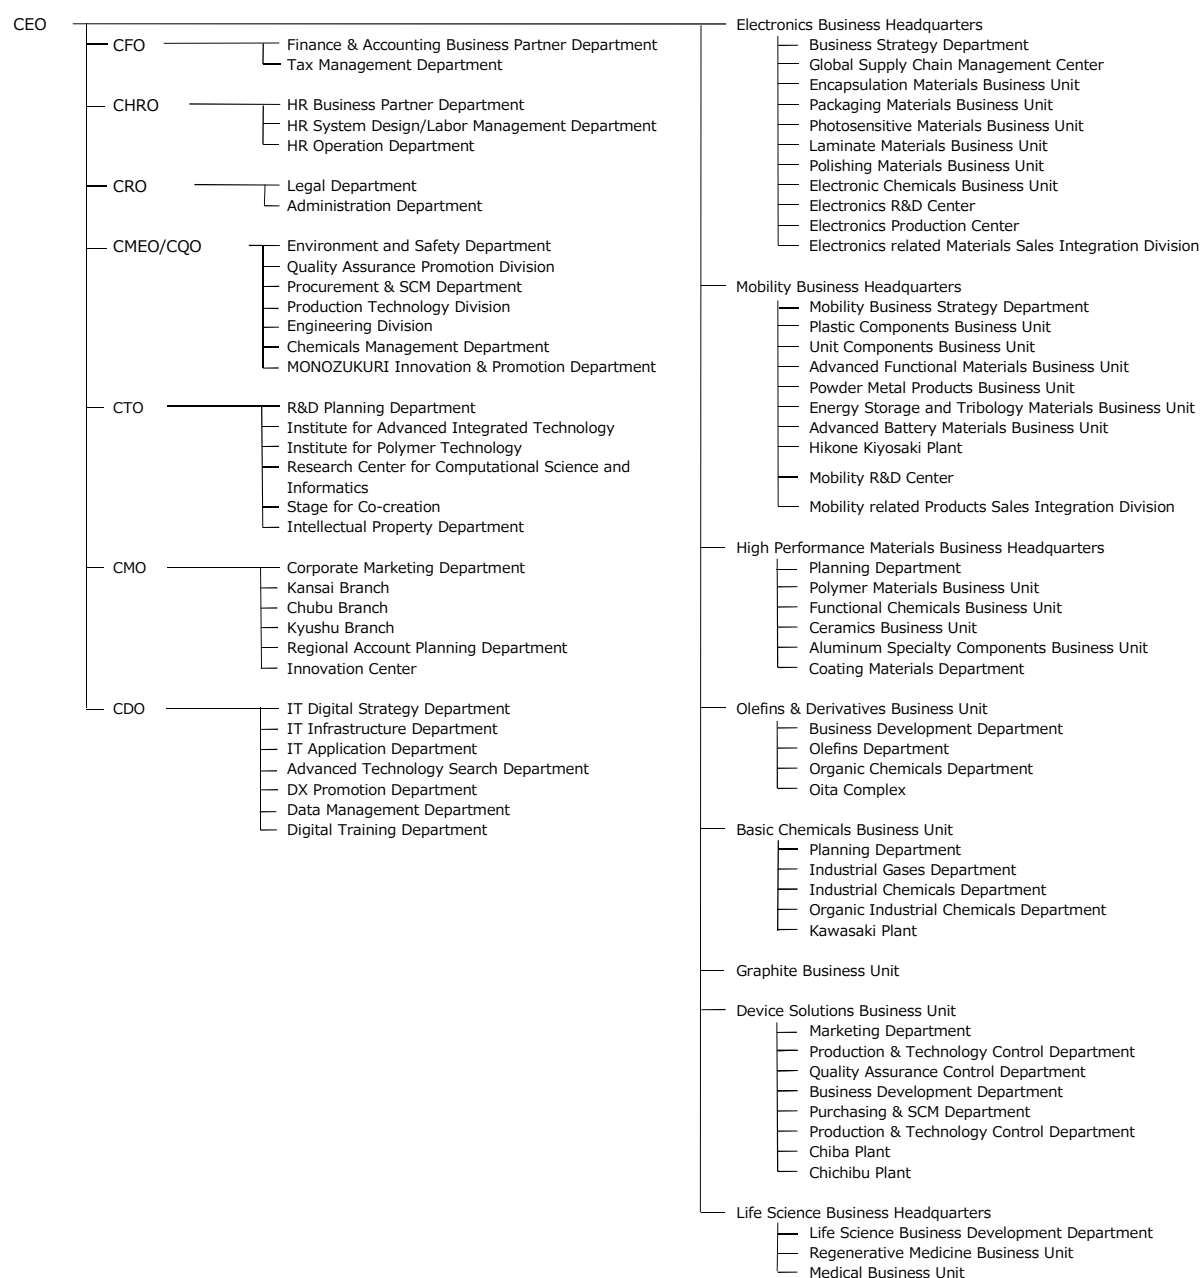 CEO
CFO
Finance & Accounting Business Partner Department
Tax Management Department
CHRO
HR Business Partner Department
HR System Design/Labor Management Department
HR Operation Department
CRO
Legal Department
Administration Department
CMEO/CQO
Environment and Safety Department
Quality Assurance Promotion Division
Procurement & SCM Department
Production Technology Division
Engineering Division
Chemicals Management Department
MONOZUKURI Innovation & Promotion Department
CTO
R&D Planning Department
Institute for Advanced Integrated Technology
Institute for Polymer Technology
Research Center for Computational Science and
Informatics
Stage for Co-creation
Intellectual Property Department
CMO
Corporate Marketing Department
Kansai Branch
Chubu Branch
Kyushu Branch
Regional Account Planning Department
Innovation Center
CDO
IT Digital Strategy Department
IT Infrastructure Department
IT Application Department
Advanced Technology Search Department
DX Promotion Department
Data Management Department
Digital Training Department
Electronics Business Headquarters
Business Strategy Department
Global Supply Chain Management Center
Encapsulation Materials Business Unit
Packaging Materials Business Unit
Photosensitive Materials Business Unit
Laminate Materials Business Unit
Polishing Materials Business Unit
Electronic Chemicals Business Unit
Electronics R&D Center
Electronics Production Center
Electronics related Materials Sales Integration Division
Mobility Business Headquarters
Mobility Business Strategy Department
Plastic Components Business Unit
Unit Components Business Unit
Advanced Functional Materials Business Unit
Powder Metal Products Business Unit
Energy Storage and Tribology Materials Business Unit
Advanced Battery Materials Business Unit
Hikone Kiyosaki Plant
Mobility R&D Center
Mobility related Products Sales Integration Division
High Performance Materials Business Headquarters
Planning Department
Polymer Materials Business Unit
Functional Chemicals Business Unit
Ceramics Business Unit
Aluminum Specialty Components Business Unit
Coating Materials Department
Olefins & Derivatives Business Unit
Business Development Department
Olefins Department
Organic Chemicals Department
Oita Complex
Basic Chemicals Business Unit
Planning Department
Industrial Gases Department
Industrial Chemicals Department
Organic Industrial Chemicals Department
Kawasaki Plant
Graphite Business Unit
Device Solutions Business Unit
Marketing Department
Production & Technology Control Department
Quality Assurance Control Department
Business Development Department
Purchasing & SCM Department
Production & Technology Control Department
Chiba Plant
Chichibu Plant
Life Science Business Headquarters
Life Science Business Development Department
Regenerative Medicine Business Unit
Medical Business Unit